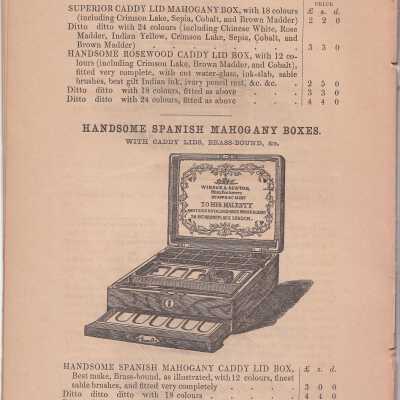 PRICE
SUPERIOR CADDY LID MAHOGANY BOX, with 18 colours £ s. d.
(including Crimson Lake, Sepia, Cobalt, and Brown Madder) 2 2 0
Ditto ditto with 24 colours (including Chinese White, Rose
Madder, Indian Yellow, Crimson Lake, Sepia, Cobalt, and
Brown Madder) . . . . . 3 3 0
HANDSOME ROSEWOOD CADDY LID BOX, with 12 co-
lours (including Crimson Lake, Brown Madder, and Cobalt),
fitted very complete, with cut water-glass, ink-slab, sable
brushes, best gilt Indian ink, ivory pencil rest, &c. &c. . 2 5 0
Ditto ditto with 18 colours, fitted as above . . . 3 3 0
Ditto ditto with 24 colours, fitted as above . . . 4 4 0
HANDSOME SPANISH MAHOGANY BOXES.
WITH CADDY LIDS, BRASS-BOUND, &c.
WINSOR & NEWTON,
Manufacturers
TO HER MAJESTY
LONDON.
HANDSOME SPANISH MAHOGANY CADDY LID BOX, £ s. d.
Best make, Brass-bound, as illustrated, with 12 colours, finest
sable brushes, and fitted very completely . . . . 3 0 0
Ditto ditto ditto with 18 colours . . . . 4 4 0